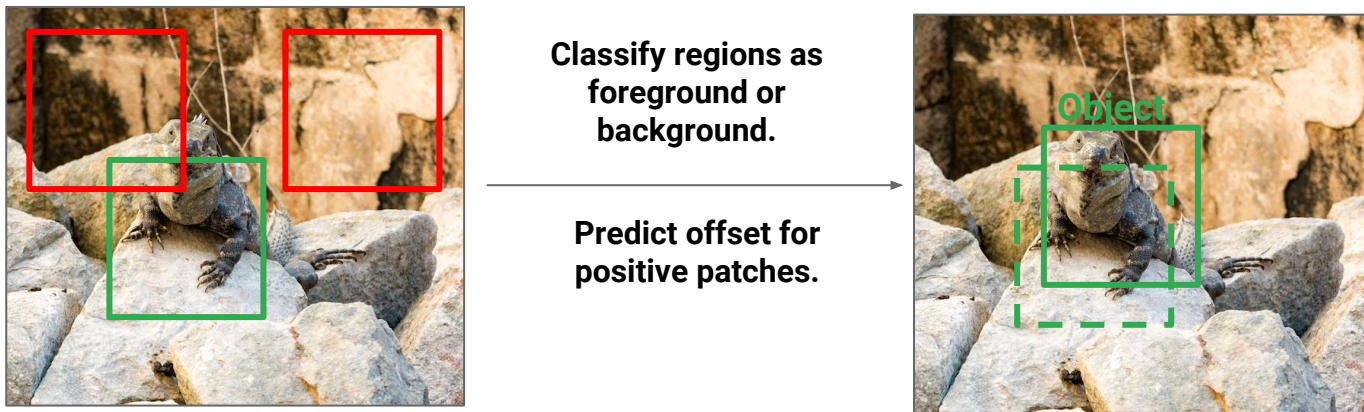 Classify regions as
foreground or
background.
Predict offset for
positive patches.
Object